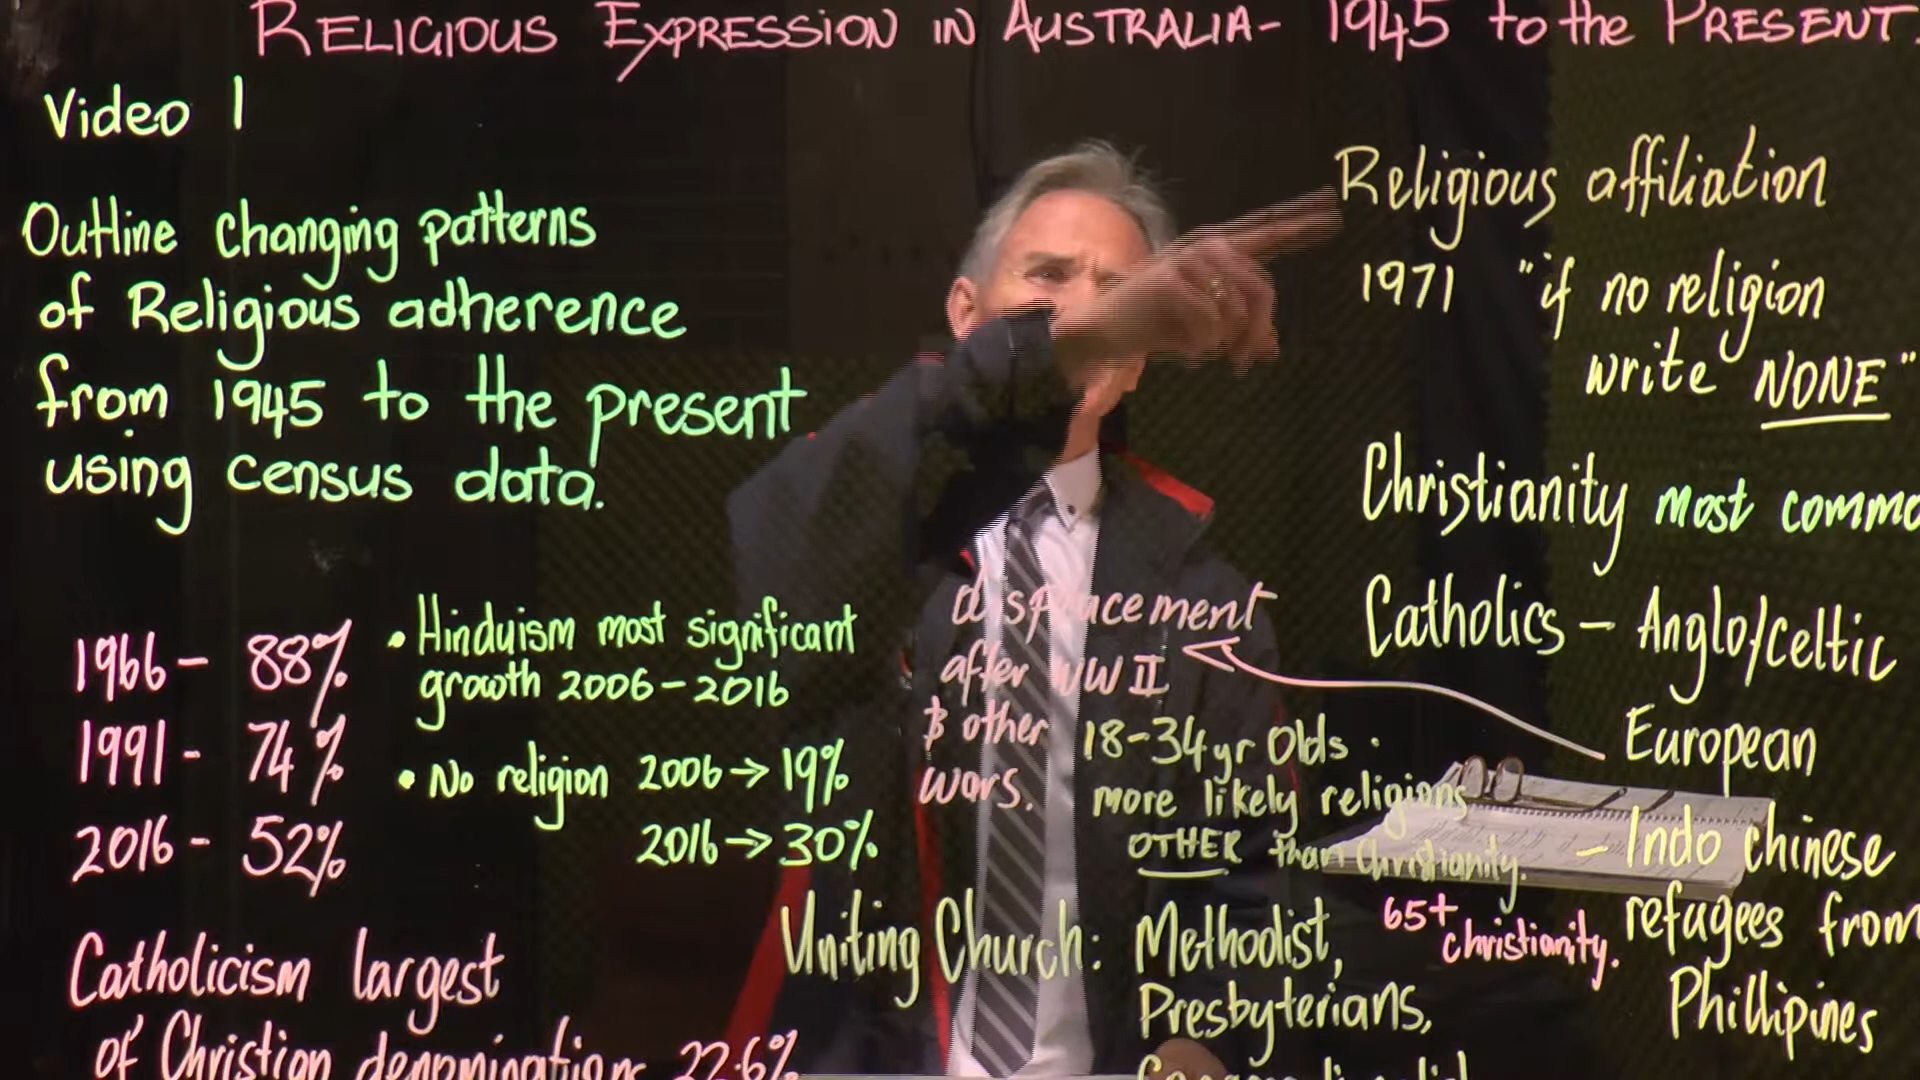 RELIGIOUS EXPRESSION IN AUSTRALIA- 1945 to the PRESENT.
Video 1
Outline changing patterns
of Religious adherence
from 1945 to the present
using census data.
1966 - 88%
1991 - 74%
2016 - 52%
Catholicism largest
of Christian denominations 22.6%
• Hinduism most significant
growth 2006-2016
• No religion 2006→19%
2016→30%
displacement
after WWII
& other
wars.
18-34 yr Olds
more likely religions
OTHER than Christianity.
65+ christianity.
Uniting Church: Methodist,
Presbyterians,
Religious affiliation
1971 "if no religion
write NONE"
Christianity most commo
Catholics - Anglo/celtic
European
- Indo chinese
refugees from
Phillipines